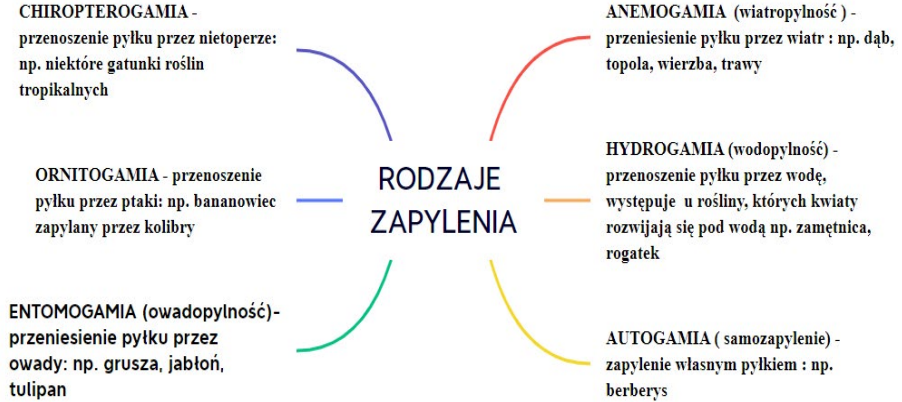 CHIROPTEROGAMIA -
przenoszenie pyłku przez nietoperze:
np. niektóre gatunki roślin
tropikalnych
ORNITOGAMIA - przenoszenie
pyłku przez ptaki: np. bananowiec
zapylany przez kolibry
ENTOMOGAMIA (owadopylność)-
przeniesienie pyłku przez
owady: np. grusza, jabłoń,
tulipan
RODZAJE
ZAPYLENIA
ANEMOGAMIA (wiatropylność ) -
przeniesienie pyłku przez wiatr : np. dąb,
topola, wierzba, trawy
HYDROGAMIA (wodopylność) -
przenoszenie pyłku przez wodę,
występuje u rośliny, których kwiaty
rozwijają się pod wodą np. zamętnica,
rogatek
AUTOGAMIA ( samozapylenie) -
zapylenie własnym pyłkiem : np.
berberys